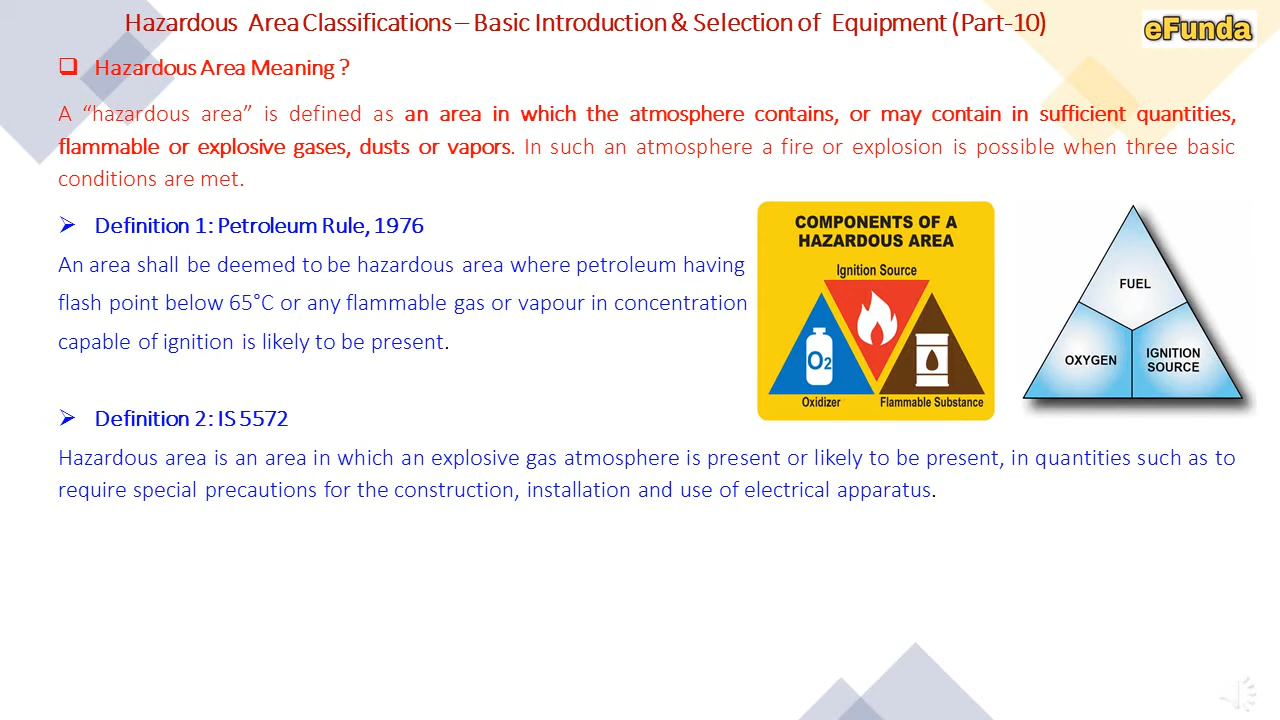 Hazardous Area Classifications – Basic Introduction & Selection of Equipment (Part-10)
eFunda
Hazardous Area Meaning ?
A “hazardous area” is defined as an area in which the atmosphere contains, or may contain in sufficient quantities,
flammable or explosive gases, dusts or vapors. In such an atmosphere a fire or explosion is possible when three basic
conditions are met.
Definition 1: Petroleum Rule, 1976
An area shall be deemed to be hazardous area where petroleum having
flash point below 65°C or any flammable gas or vapour in concentration
capable of ignition is likely to be present.
COMPONENTS OF A
HAZARDOUS AREA
Ignition Source
O2
Oxidizer
Flammable Substance
FUEL
OXYGEN
IGNITION
SOURCE
Definition 2: IS 5572
Hazardous area is an area in which an explosive gas atmosphere is present or likely to be present, in quantities such as to
require special precautions for the construction, installation and use of electrical apparatus.